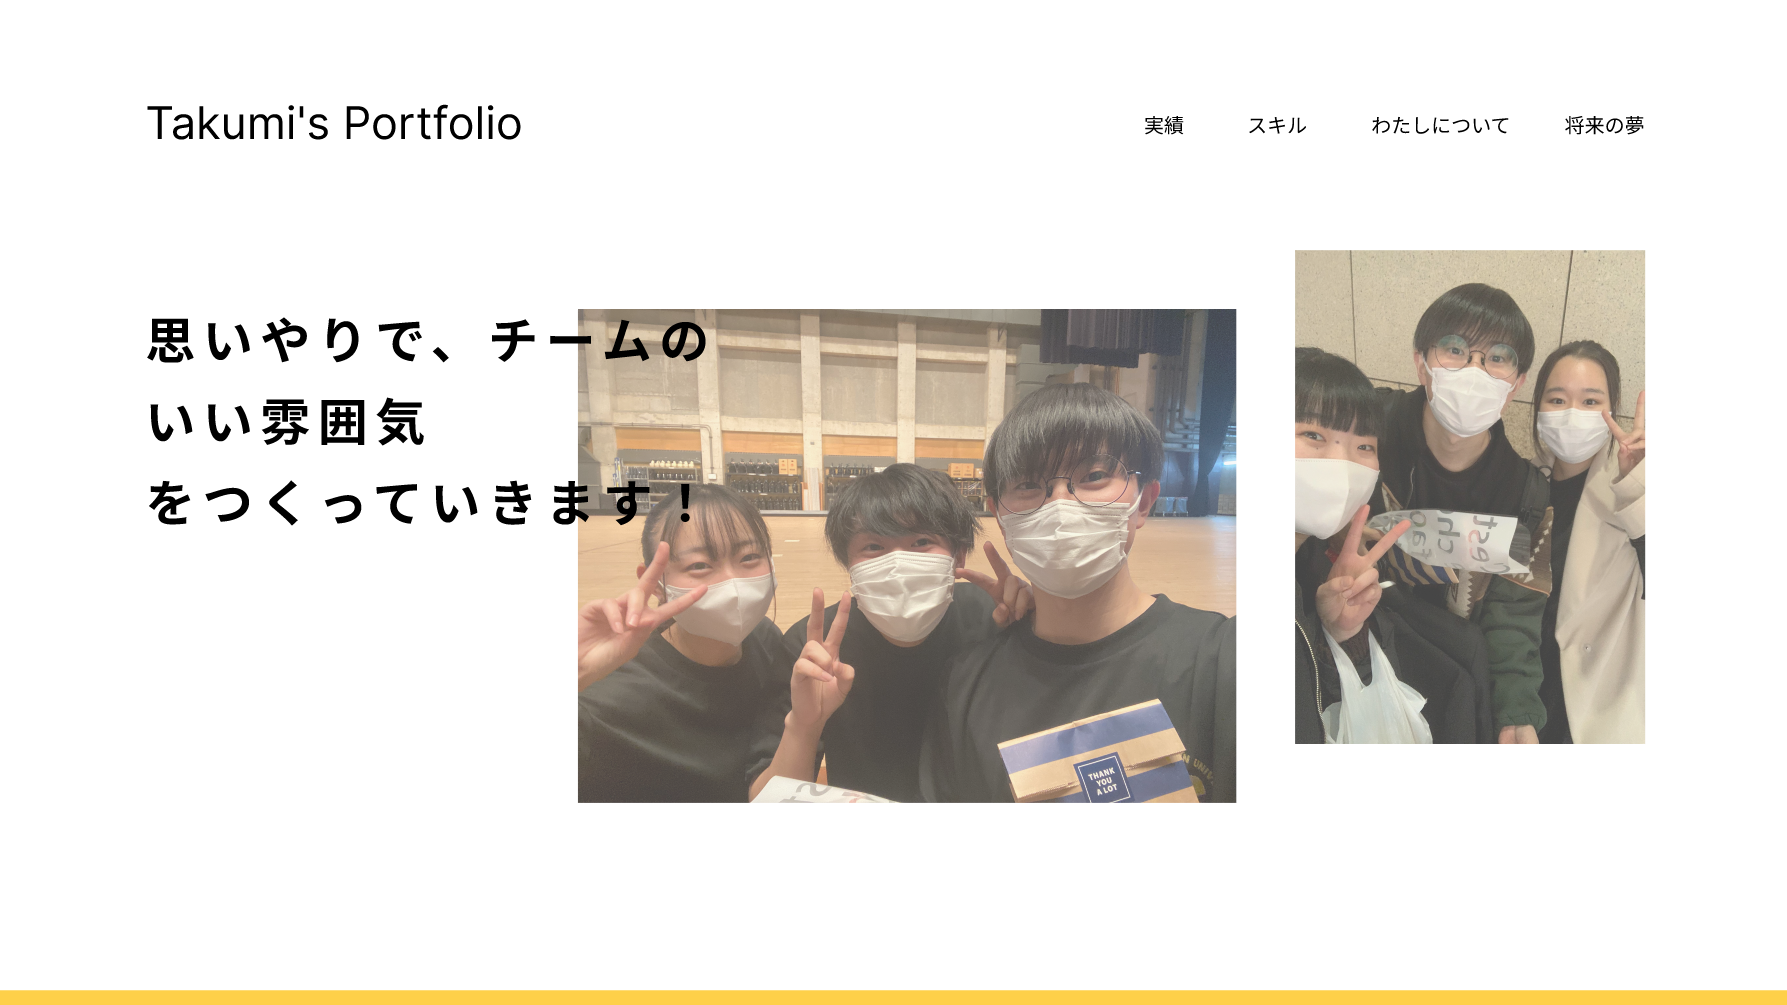 Takumi's Portfolio
実績 スキル わたしについて 将来の夢
思いやりで、チームの
いい雰囲気
をつくっていきます！
THANK
YOU
A LOT